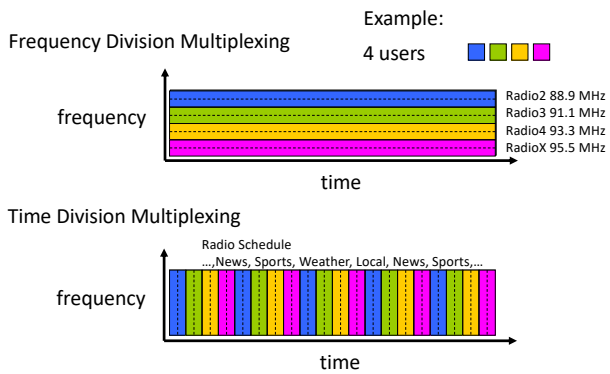 Example:
Frequency Division Multiplexing
4 users
Radio2 88.9 MHz
Radio3 91.1 MHz
Radio4 93.3 MHz
RadioX 95.5 MHz
frequency
time
Time Division Multiplexing
Radio Schedule
…,News, Sports, Weather, Local, News, Sports,…
frequency
time